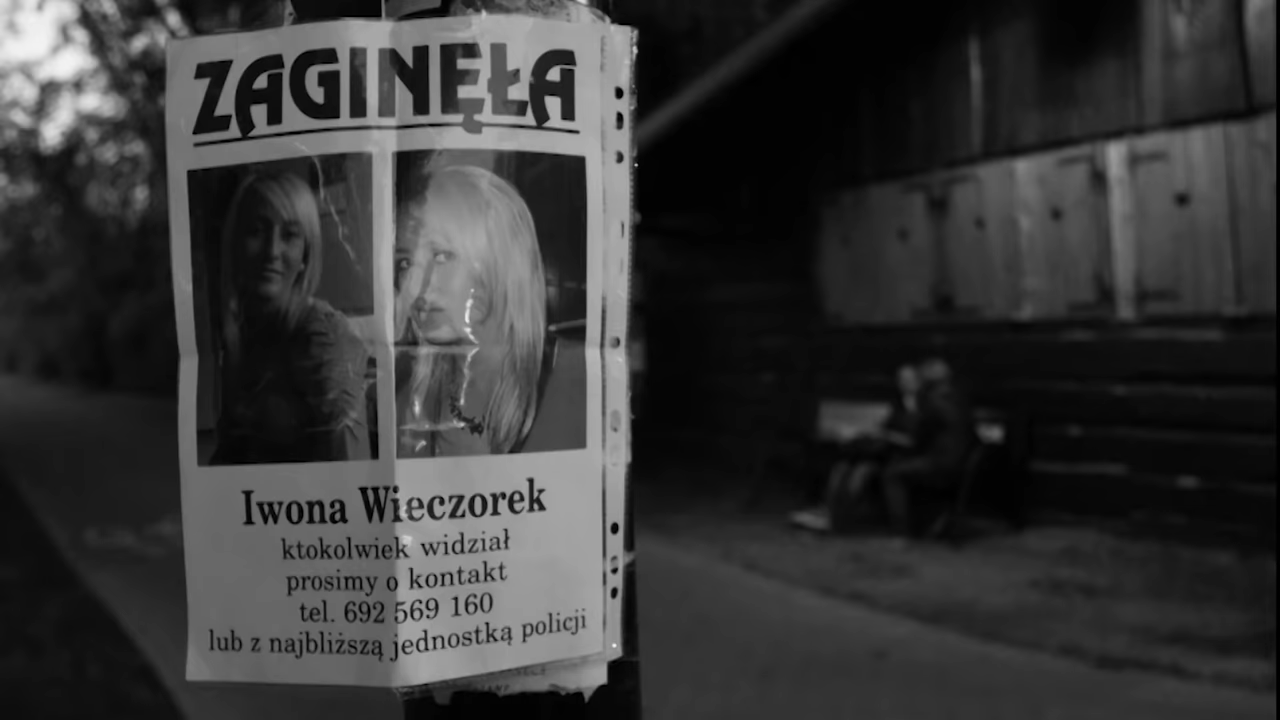 ZAGINĘŁA
Iwona Wieczorek
ktokolwiek widział
prosimy o kontakt
tel. 692 569 160
lub z najbliższą jednostką policji